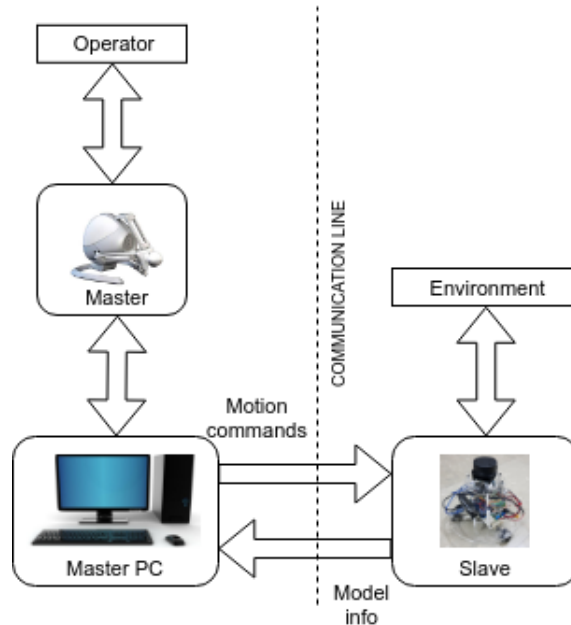 Operator
Master
COMMUNICATION LINE
Environment
Motion
commands
Master PC
Slave
Model
info